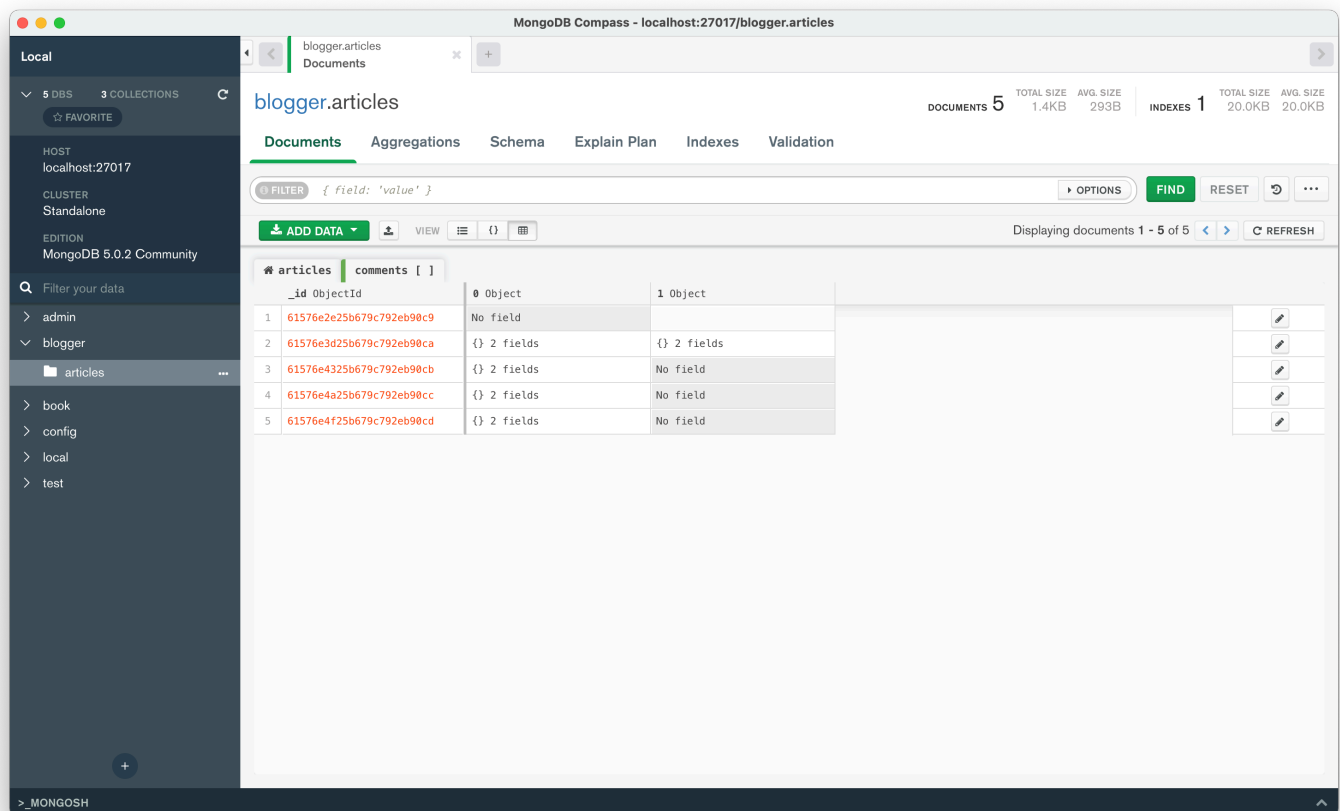 MongoDB Compass - localhost:27017/blogger.articles
Local
5 DBS 3 COLLECTIONS
FAVORITE
HOST
localhost:27017
CLUSTER
Standalone
EDITION
MongoDB 5.0.2 Community
Filter your data
admin
blogger
articles
book
config
local
test
>_MONGOSH
blogger.articles
Documents
blogger.articles
DOCUMENTS 5 TOTAL SIZE 1.4KB AVG. SIZE 293B INDEXES 1 TOTAL SIZE 20.0KB AVG. SIZE 20.0KB
Documents Aggregations Schema Explain Plan Indexes Validation
FILTER { field: 'value' } OPTIONS FIND RESET ...
ADD DATA VIEW {} Displaying documents 1 - 5 of 5 < > REFRESH
articles comments [ ]
_id ObjectId 0 Object 1 Object
1 61576e2e25b679c792eb90c9 No field
2 61576e3d25b679c792eb90ca {} 2 fields {} 2 fields
3 61576e4325b679c792eb90cb {} 2 fields No field
4 61576e4a25b679c792eb90cc {} 2 fields No field
5 61576e4f25b679c792eb90cd {} 2 fields No field